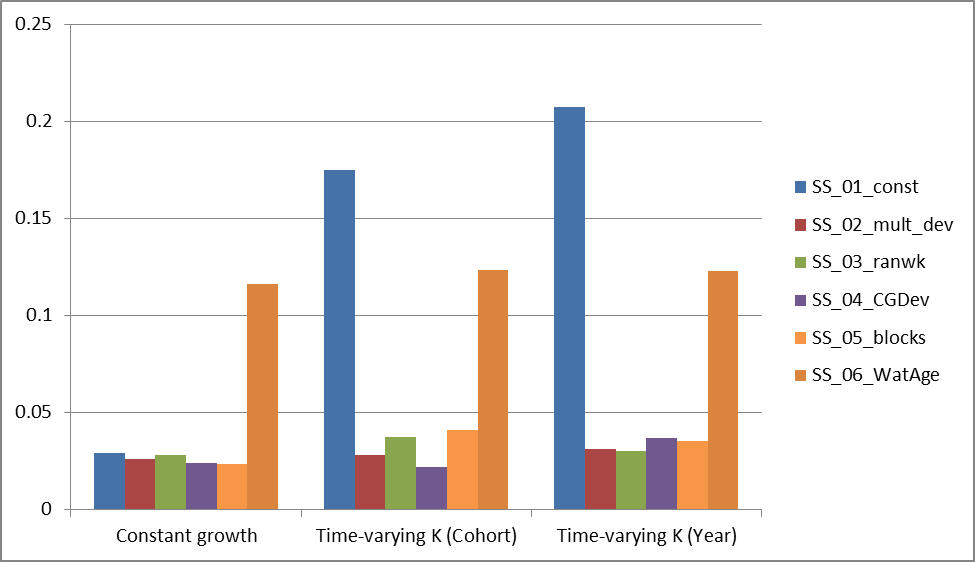 0.25
0.2
0.15
0.1
0.05
0
Constant growth
Time-varying K (Cohort)
Time-varying K (Year)
SS_01_const
SS_02_mult_dev
SS_03_ranwk
SS_04_CGDev
SS_05_blocks
SS_06_WatAge